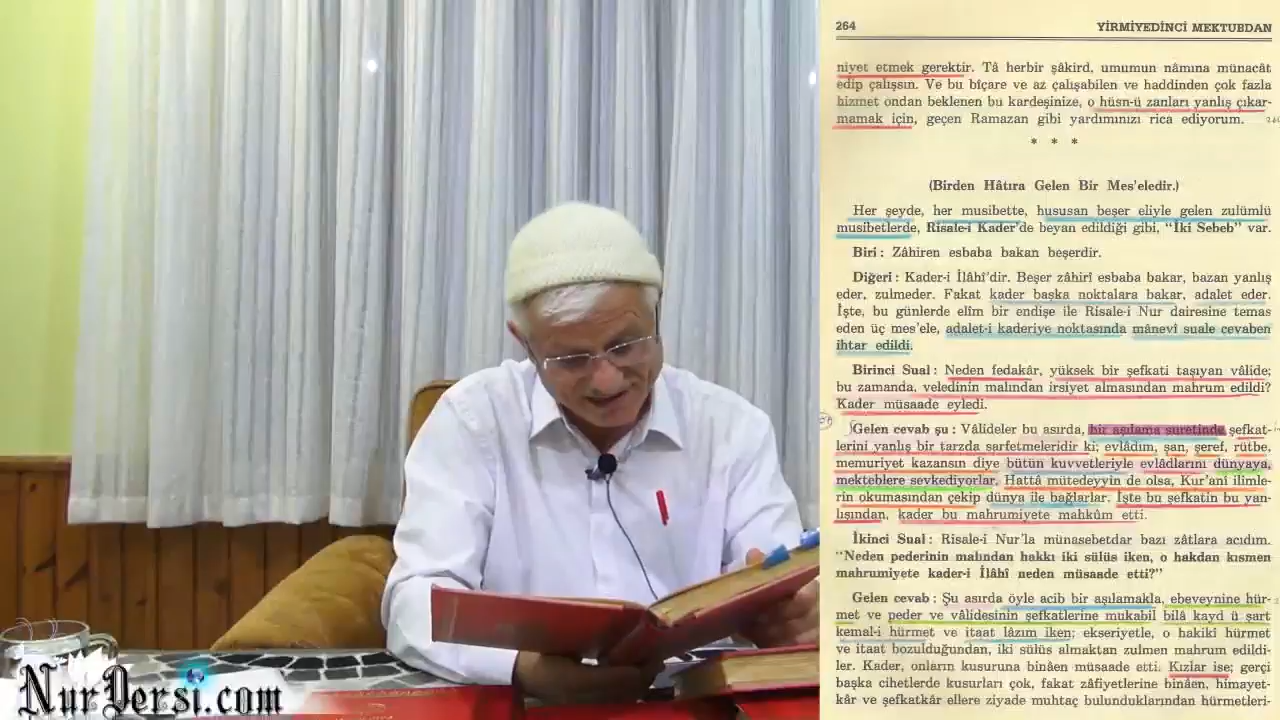 264 YİRMİYEDİNCİ MEKTUBDAN
niyet etmek gerektir. Tâ herbir şâkird, umumun nâmına münacât
edip çalışsın. Ve bu bîçare ve az çalışabilen ve haddinden çok fazla
hizmet ondan beklenen bu kardeşinize, o hüsn-ü zanları yanlış çıkar-
mamak için, geçen Ramazan gibi yardımınızı rica ediyorum.
* * *
(Birden Hâtıra Gelen Bir Mes'eledir.)
Her şeyde, her musibette, hususan beşer eliyle gelen zulümlü
musibetlerde, Risale-i Kader'de beyan edildiği gibi, "İki Sebeb" var.
Biri : Zâhiren esbaba bakan beşerdir.
Diğeri : Kader-i İlâhî'dir. Beşer zâhirî esbaba bakar, bazan yanlış
eder, zulmeder. Fakat kader başka noktalara bakar, adalet eder.
İşte, bu günlerde elîm bir endişe ile Risale-i Nur dairesine temas
eden üç mes'ele, adalet-i kaderiye noktasında mânevî suale cevaben
ihtar edildi.
Birinci Sual : Neden fedakâr, yüksek bir şefkati taşıyan vâlide;
bu zamanda, veledinin malından irsiyet almasından mahrum edildi?
Kader müsaade eyledi.
Gelen cevab şu : Vâlideler bu asırda, bir aşılama suretinde şefkat-
lerini yanlış bir tarzda sarfetmeleridir ki; evlâdım, şan, şeref, rütbe,
memuriyet kazansın diye bütün kuvvetleriyle evlâdlarını dünyaya,
mekteblere sevkediyorlar. Hattâ mütedeyyin de olsa, Kur'anî ilimle-
rin okumasından çekip dünya ile bağlarlar. İşte bu şefkatin bu yan-
lışından, kader bu mahrumiyete mahkûm etti.
İkinci Sual : Risale-i Nur'la münasebetdar bazı zâtlara acıdım.
"Neden pederinin malından hakkı iki sülüs iken, o hakdan kısmen
mahrumiyete kader-i İlâhî neden müsaade etti?"
Gelen cevab : Şu asırda öyle acib bir aşılamakla, ebeveynine hür-
met ve peder ve vâlidesinin şefkatlerine mukabil bilâ kayd ü şart
kemal-i hürmet ve itaat lâzım iken; ekseriyetle, o hakikî hürmet
ve itaat bozulduğundan, iki sülüs almaktan zulmen mahrum edildi-
ler. Kader, onların kusuruna binâen müsaade etti. Kızlar ise; gerçi
başka cihetlerde kusurları çok, fakat zâfiyetlerine binâen, himayet-
kâr ve şefkatkâr ellere ziyade muhtaç bulunduklarından hürmetleri-
NurDersi.com